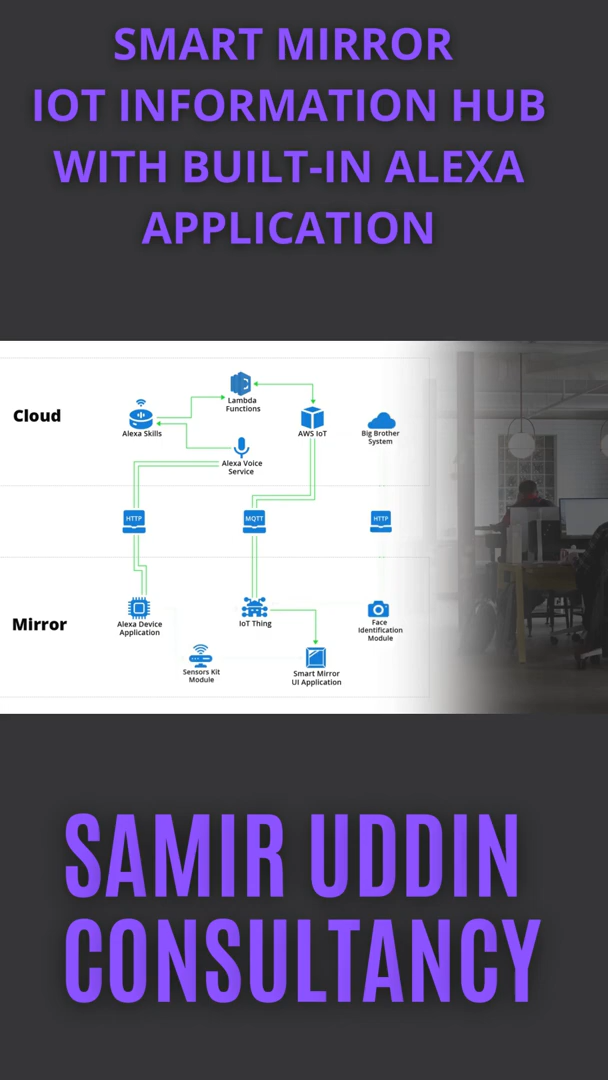 SMART MIRROR
IOT INFORMATION HUB
WITH BUILT-IN ALEXA
APPLICATION
Cloud
Lambda
Functions
Alexa Skills
AWS IoT
Big Brother
System
Alexa Voice
Service
HTTP
MQTT
HTTP
Mirror
Alexa Device
Application
IoT Thing
Face
Identification
Module
Sensors Kit
Module
Smart Mirror
UI Application
SAMIR UDDIN
CONSULTANCY